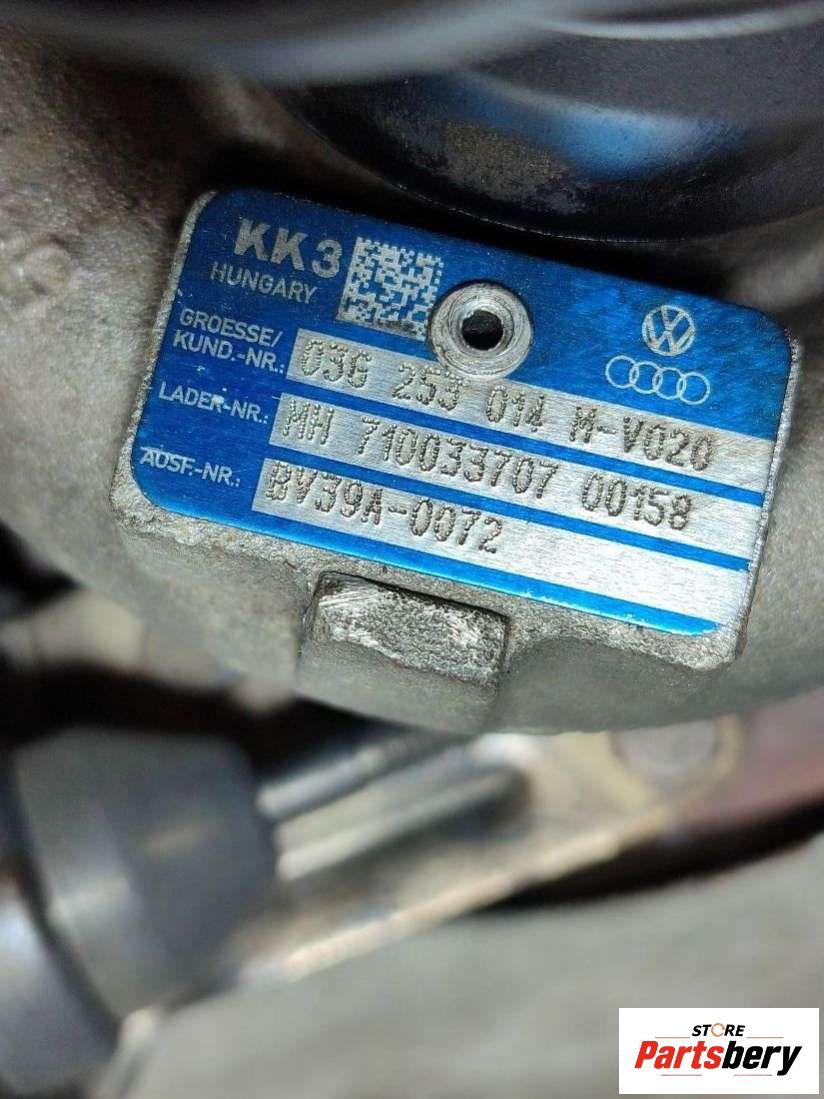 KK3
HUNGARY
GROESSE/
KUND.-NR.: 03G 253 014 M-V020
LADER-NR.: MH 710033707 00158
AUSF.-NR.: BV39A-0072
STORE
Partsbery